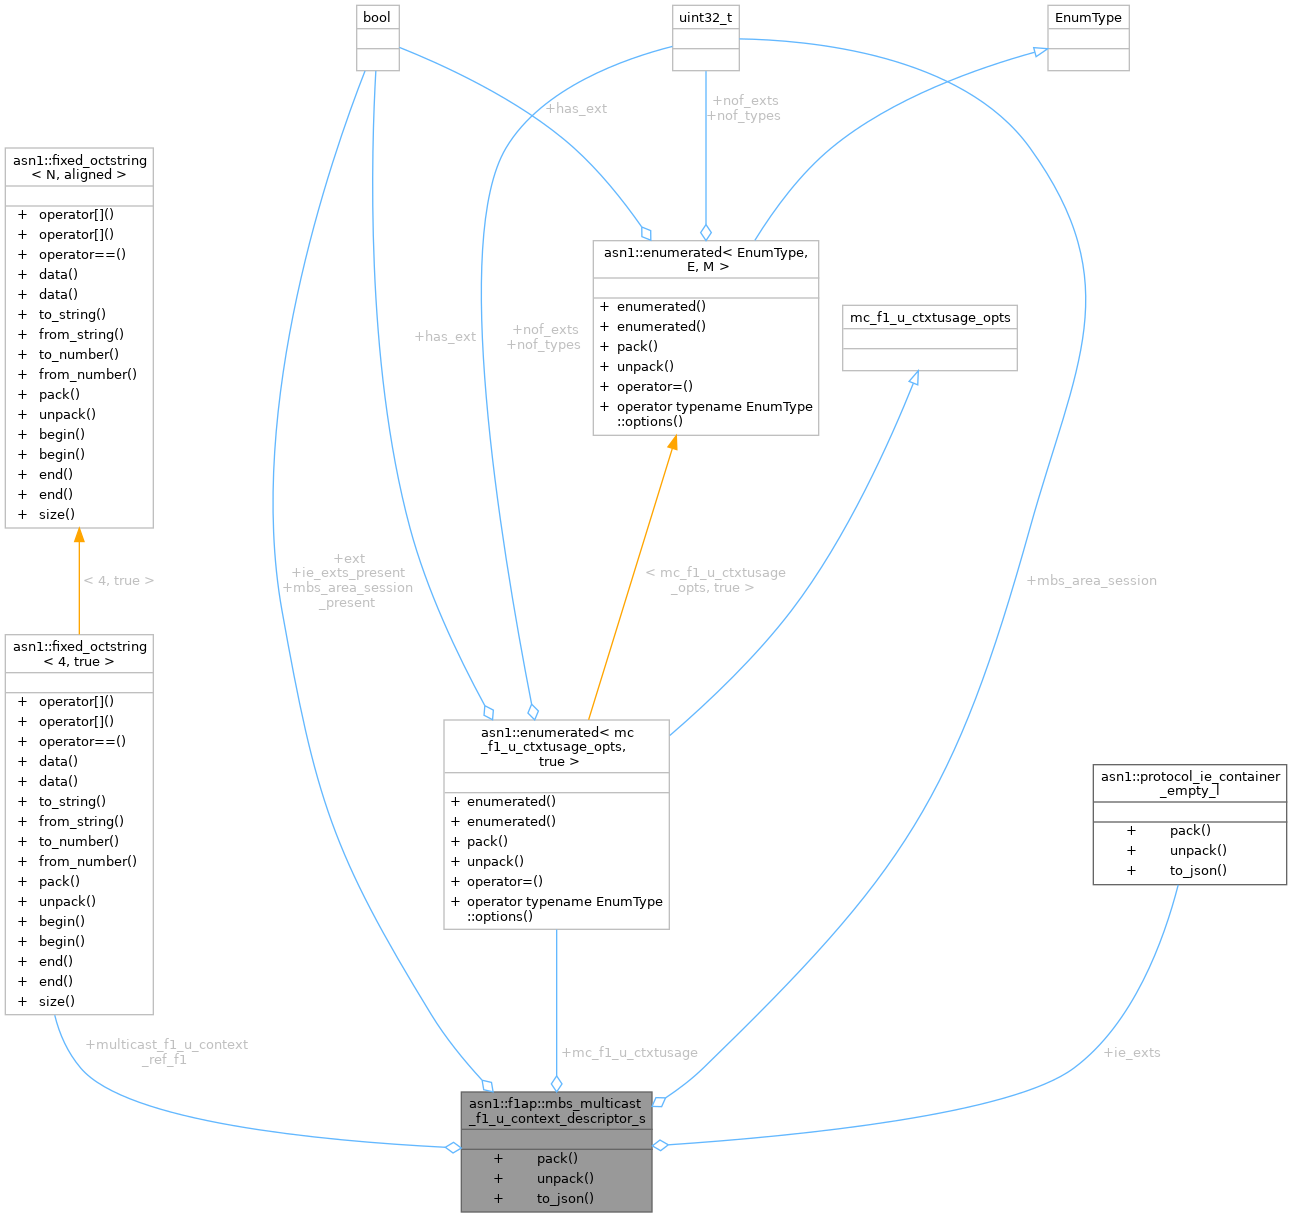 bool
uint32_t
EnumType
+has_ext
+nof_exts
+nof_types
asn1::fixed_octstring
< N, aligned >
+ operator[]()
+ operator[]()
+ operator==()
+ data()
+ data()
+ to_string()
+ from_string()
+ to_number()
+ from_number()
+ pack()
+ unpack()
+ begin()
+ begin()
+ end()
+ end()
+ size()
asn1::enumerated< EnumType,
E, M >
+ enumerated()
+ enumerated()
+ pack()
+ unpack()
+ operator=()
+ operator typename EnumType
::options()
mc_f1_u_ctxtusage_opts
+has_ext
+nof_exts
+nof_types
< 4, true >
+ext
+ie_exts_present
+mbs_area_session
_present
< mc_f1_u_ctxtusage
_opts, true >
+mbs_area_session
asn1::fixed_octstring
< 4, true >
+ operator[]()
+ operator[]()
+ operator==()
+ data()
+ data()
+ to_string()
+ from_string()
+ to_number()
+ from_number()
+ pack()
+ unpack()
+ begin()
+ begin()
+ end()
+ end()
+ size()
asn1::enumerated< mc
_f1_u_ctxtusage_opts,
true >
+ enumerated()
+ enumerated()
+ pack()
+ unpack()
+ operator=()
+ operator typename EnumType
::options()
asn1::protocol_ie_container
_empty_l
+ pack()
+ unpack()
+ to_json()
+multicast_f1_u_context
_ref_f1
+mc_f1_u_ctxtusage
+ie_exts
asn1::f1ap::mbs_multicast
_f1_u_context_descriptor_s
+ pack()
+ unpack()
+ to_json()